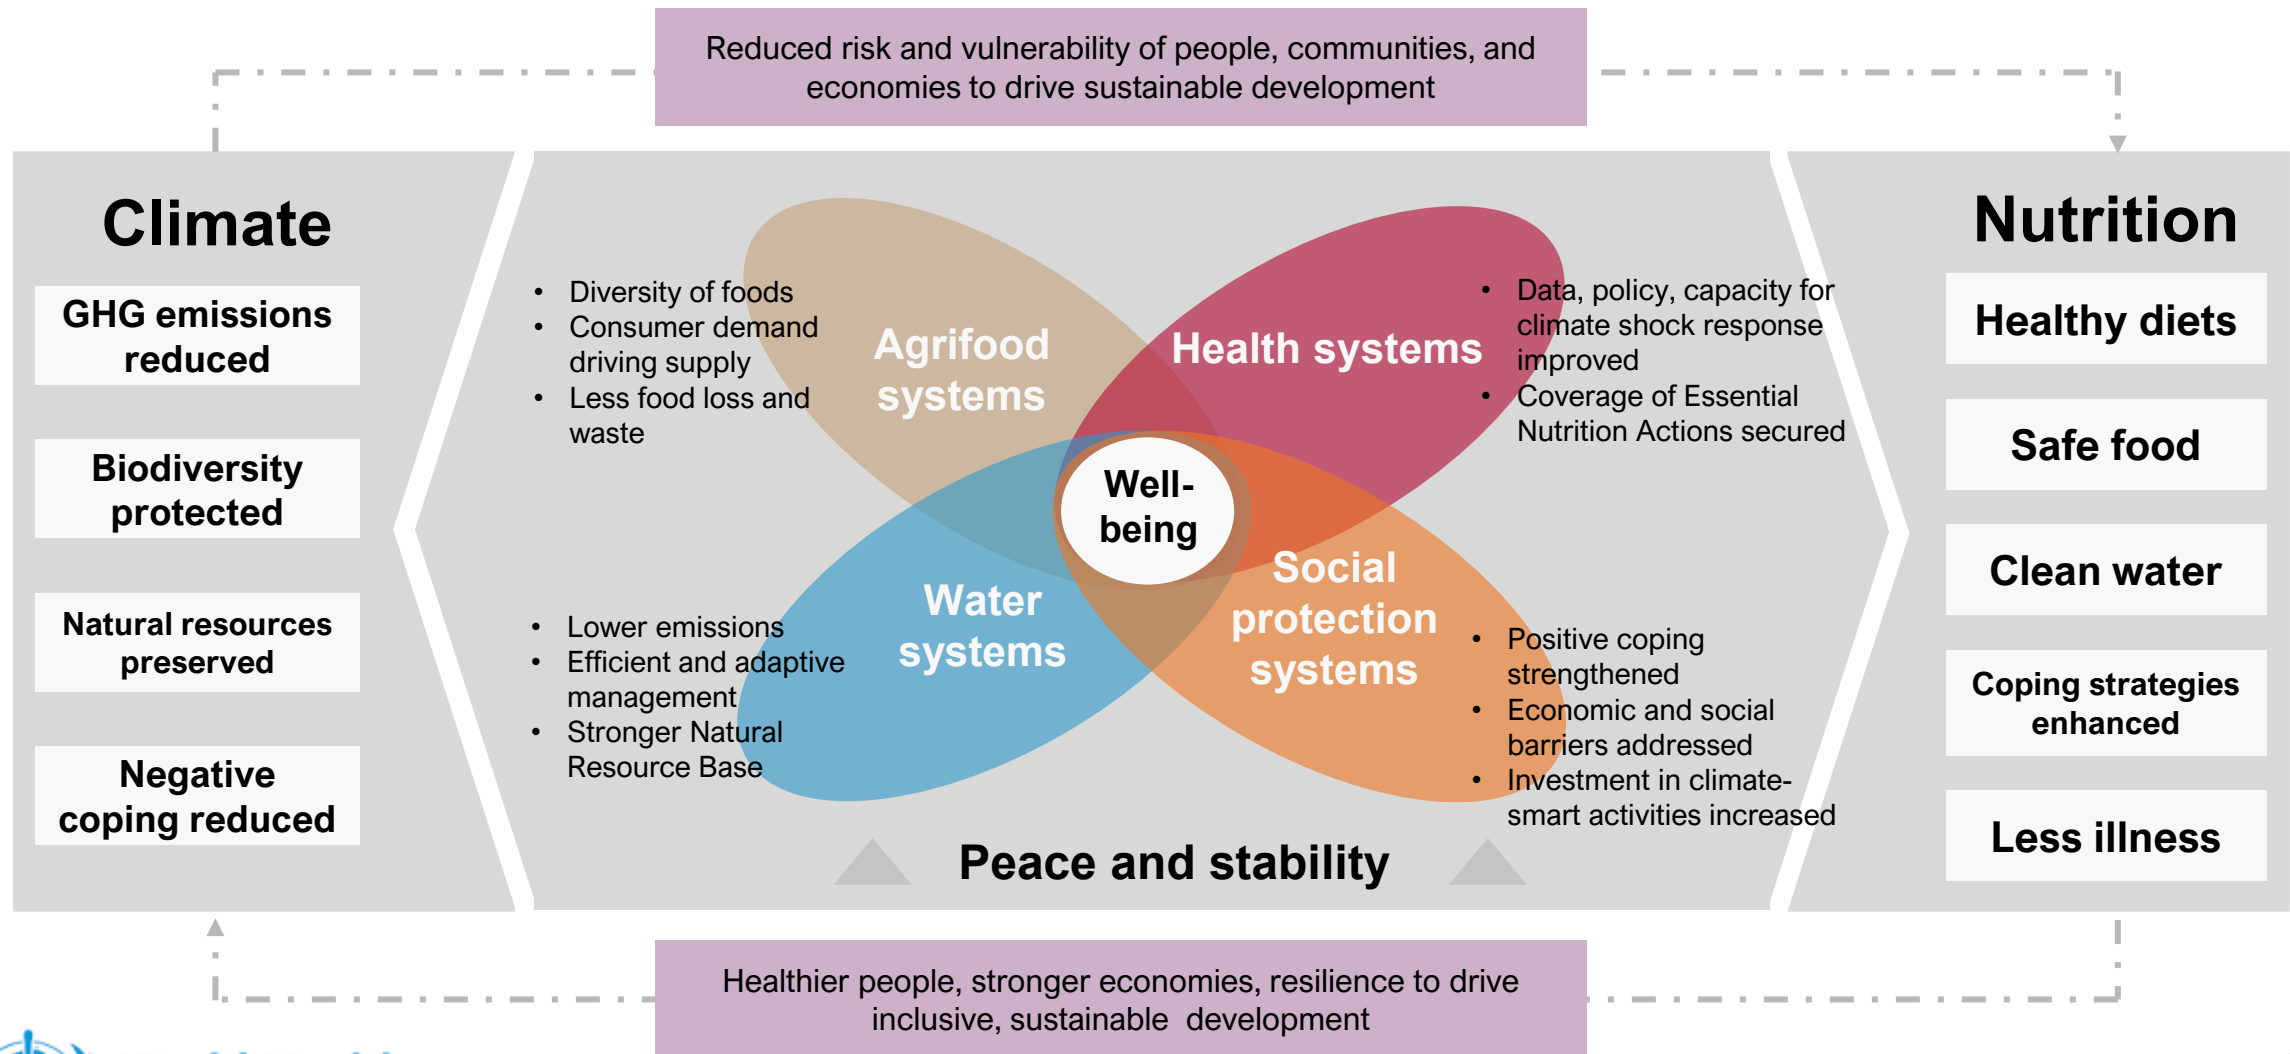 Reduced risk and vulnerability of people, communities, and
economies to drive sustainable development
Climate
GHG emissions
reduced
Biodiversity
protected
Natural resources
preserved
Negative
coping reduced
• Diversity of foods
• Consumer demand
driving supply
• Less food loss and
waste
Agrifood
systems
Health systems
• Data, policy, capacity for
climate shock response
improved
• Coverage of Essential
Nutrition Actions secured
Well-
being
• Lower emissions
• Efficient and adaptive
management
• Stronger Natural
Resource Base
Water
systems
Social
protection
systems
• Positive coping
strengthened
• Economic and social
barriers addressed
• Investment in climate-
smart activities increased
Peace and stability
Nutrition
Healthy diets
Safe food
Clean water
Coping strategies
enhanced
Less illness
Healthier people, stronger economies, resilience to drive
inclusive, sustainable development